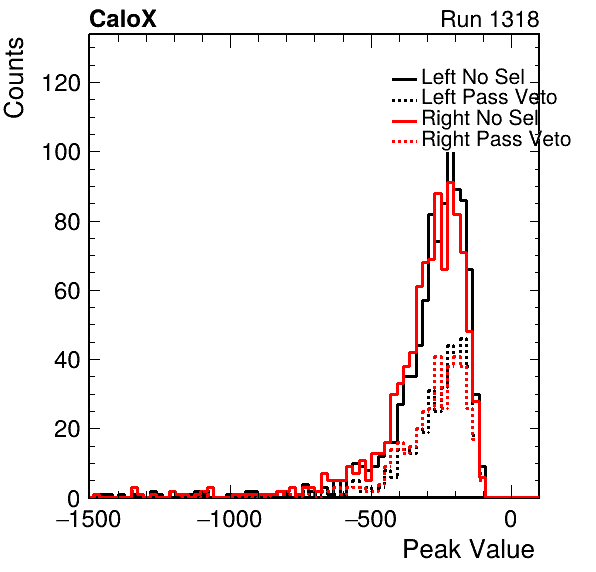 CaloX Run 1318
Counts
Left No Sel
Left Pass Veto
Right No Sel
Right Pass Veto
120
100
80
60
40
20
0
−1500 −1000 −500 0
Peak Value